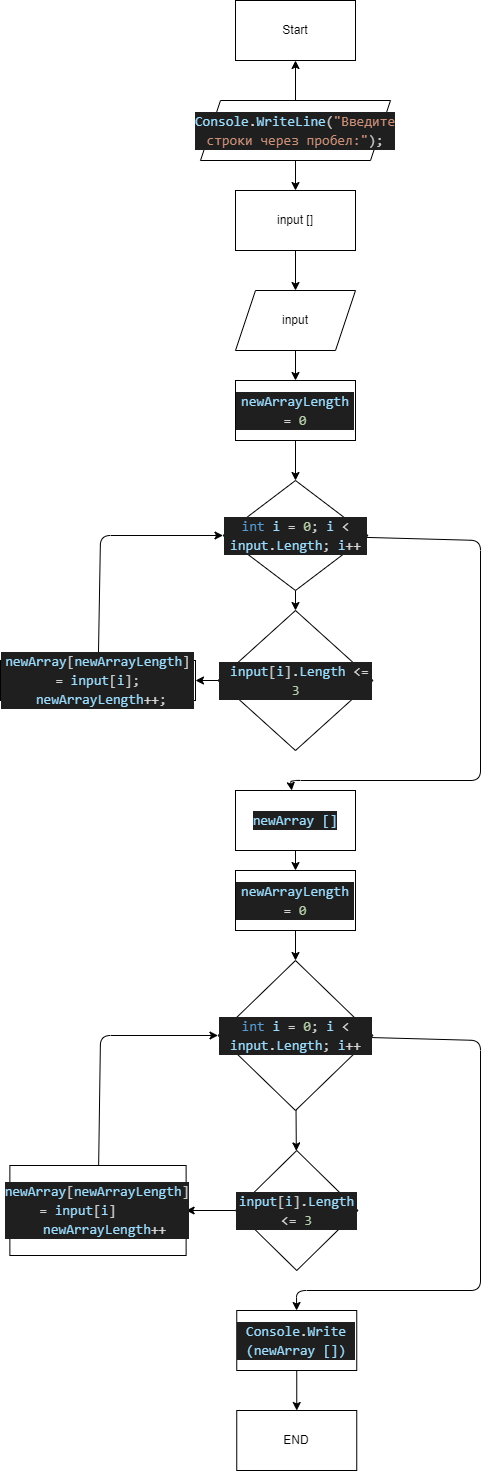 Start
Console.WriteLine("Введите
строки через пробел:");
input []
input
newArrayLength
= 0
int i = 0; i <
input.Length; i++
input[i].Length <=
3
newArray[newArrayLength]
= input[i];
newArrayLength++;
newArray []
newArrayLength
= 0
int i = 0; i <
input.Length; i++
input[i].Length
<= 3
newArray[newArrayLength]
= input[i]
newArrayLength++
Console.Write
(newArray [])
END